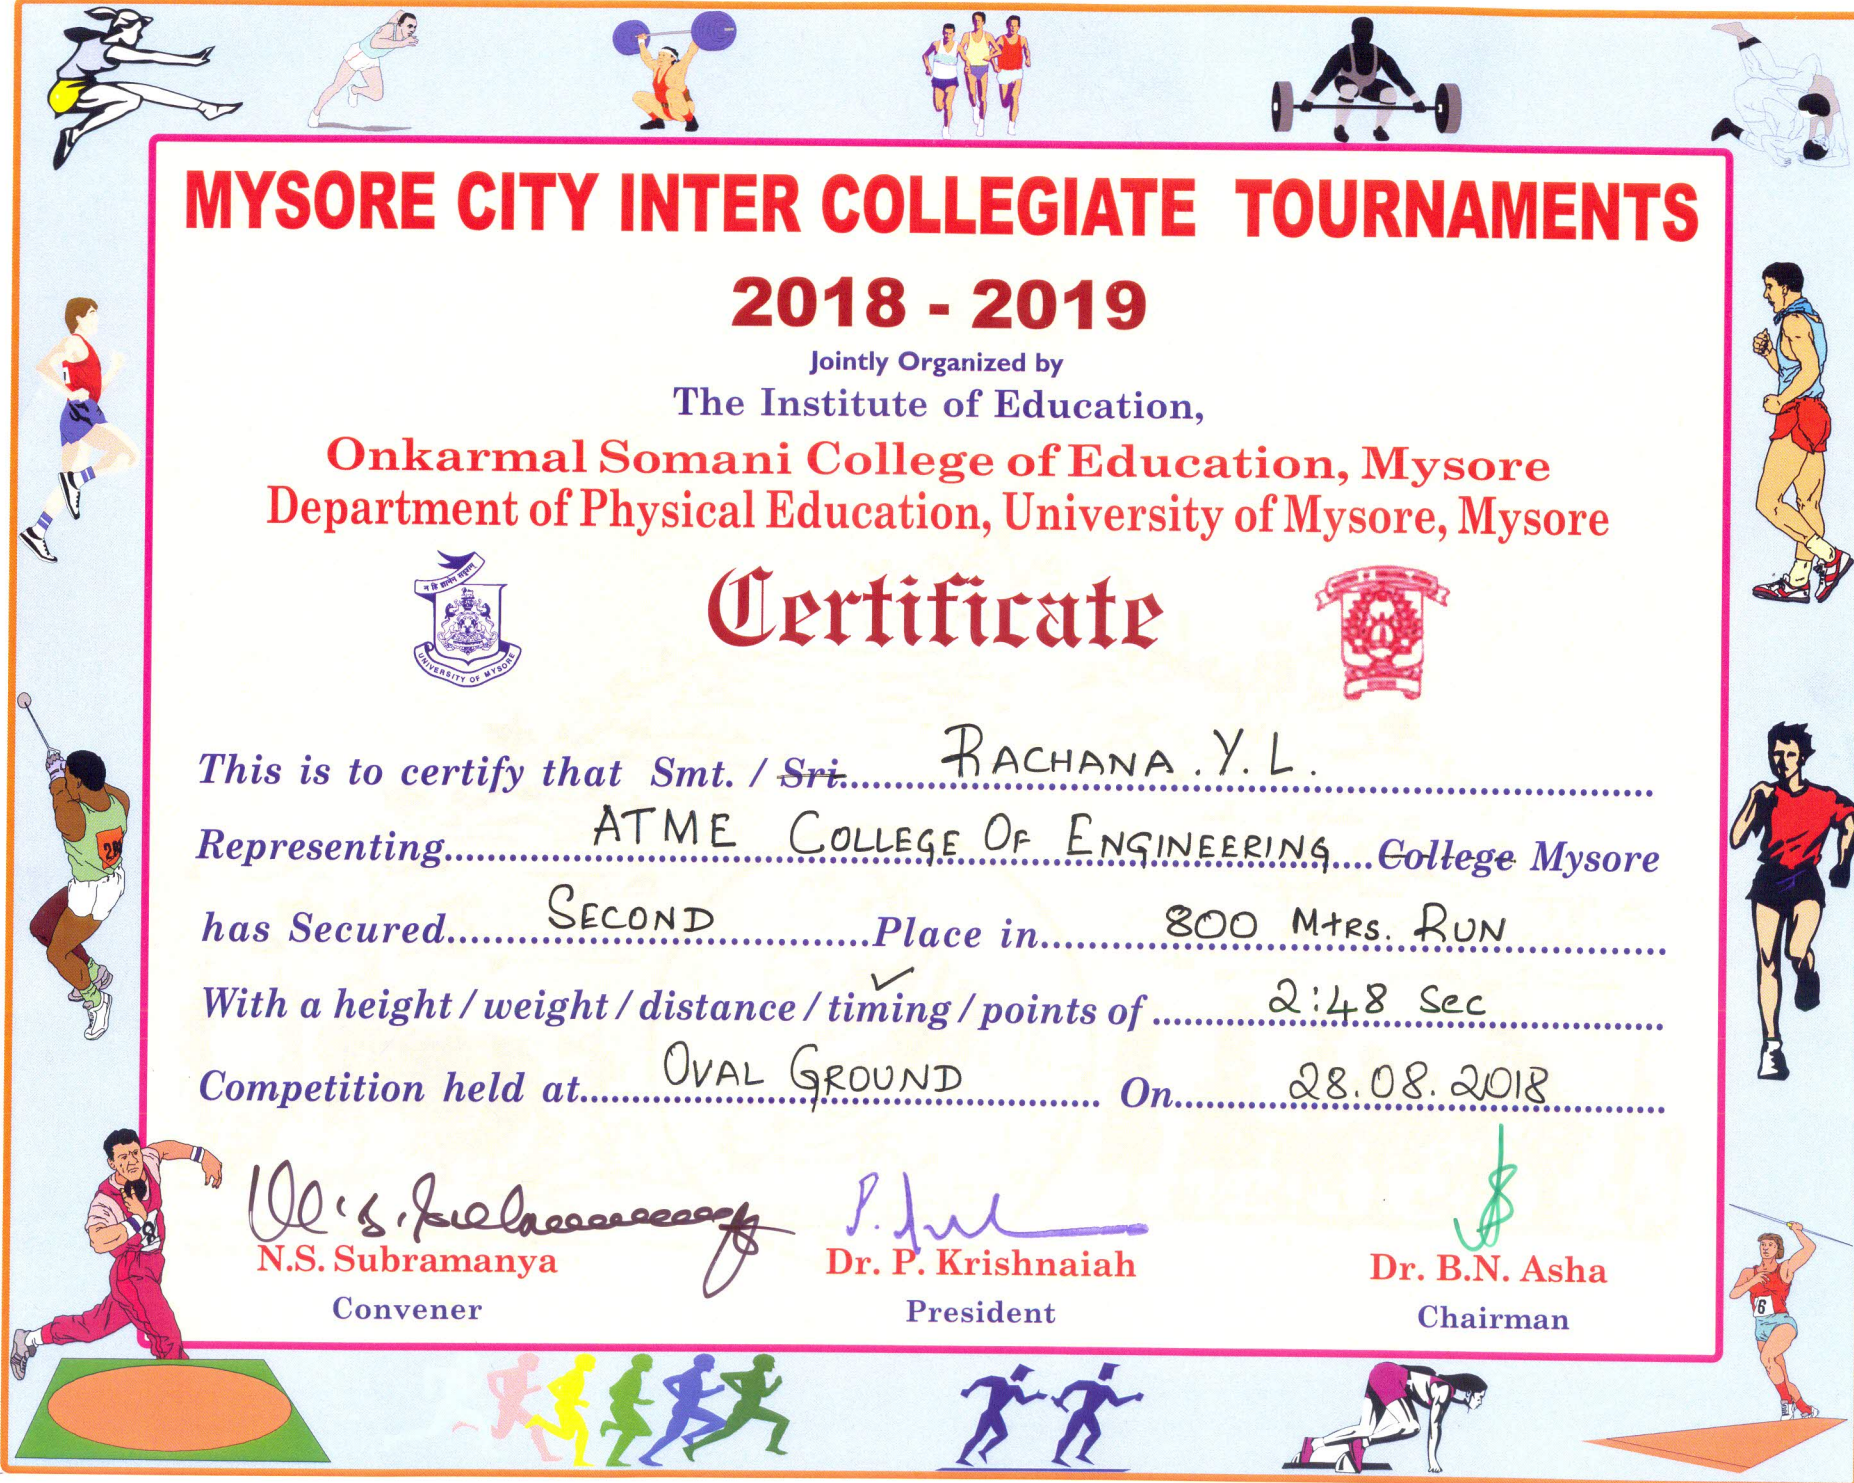 MYSORE CITY INTER COLLEGIATE TOURNAMENTS
2018 - 2019
Jointly Organized by
The Institute of Education,
Onkarmal Somani College of Education, Mysore
Department of Physical Education, University of Mysore, Mysore
Certificate
UNIVERSITY OF MYSORE
This is to certify that Smt. / Sri. RACHANA . Y. L.
Representing ATME COLLEGE OF ENGINEERING College Mysore
has Secured SECOND Place in 800 MtRS. RUN
With a height / weight / distance / timing / points of 2:48 Sec
Competition held at OVAL GROUND On 28.08.2018
N.S. Subramanya Dr. P. Krishnaiah Dr. B.N. Asha
Convener President Chairman